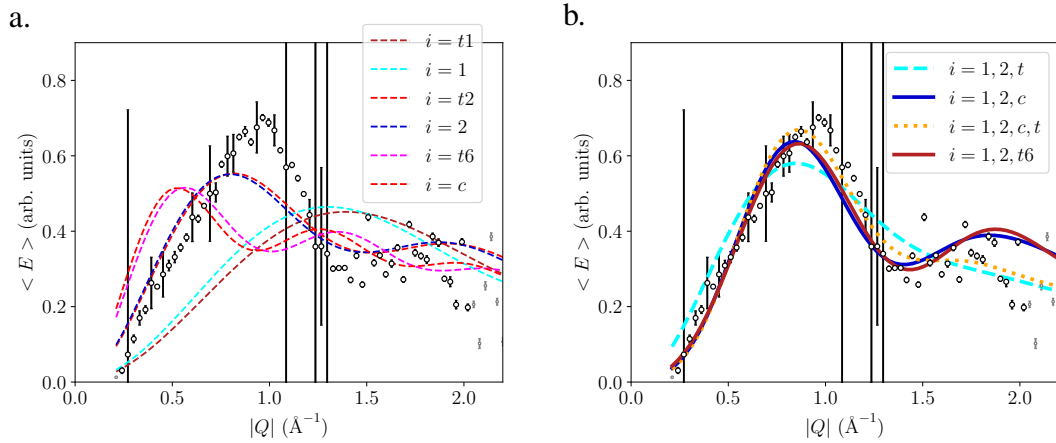 a.
i = t1
i = 1
i = t2
i = 2
i = t6
i = c
0.8
0.6
0.4
0.2
0.0
< E > (arb. units)
0.0 0.5 1.0 1.5 2.0
|Q| (Å⁻¹)
b.
i = 1, 2, t
i = 1, 2, c
i = 1, 2, c, t
i = 1, 2, t6
0.8
0.6
0.4
0.2
0.0
< E > (arb. units)
0.0 0.5 1.0 1.5 2.0
|Q| (Å⁻¹)